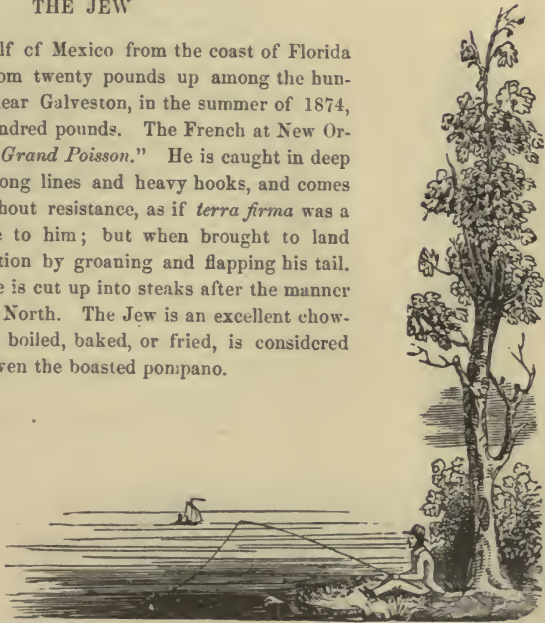 THE JEW
lf cf Mexico from the coast of Florida
om twenty pounds up among the hun-
ear Galveston, in the summer of 1874,
ndred pounds. The French at New Or-
Grand Poisson." He is caught in deep
ong lines and heavy hooks, and comes
hout resistance, as if terra firma was a
e to him; but when brought to land
tion by groaning and flapping his tail.
e is cut up into steaks after the manner
North. The Jew is an excellent chow-
boiled, baked, or fried, is considered
ven the boasted pompano.